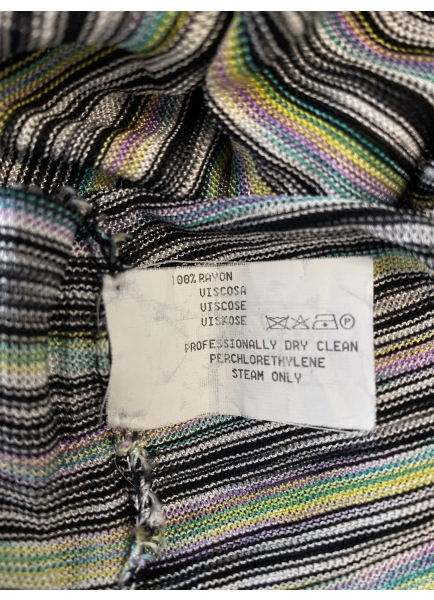 100% RAYON
VISCOSA
VISCOSE
VISKOSE
P
PROFESSIONALLY DRY CLEAN
PERCHLORETHYLENE
STEAM ONLY